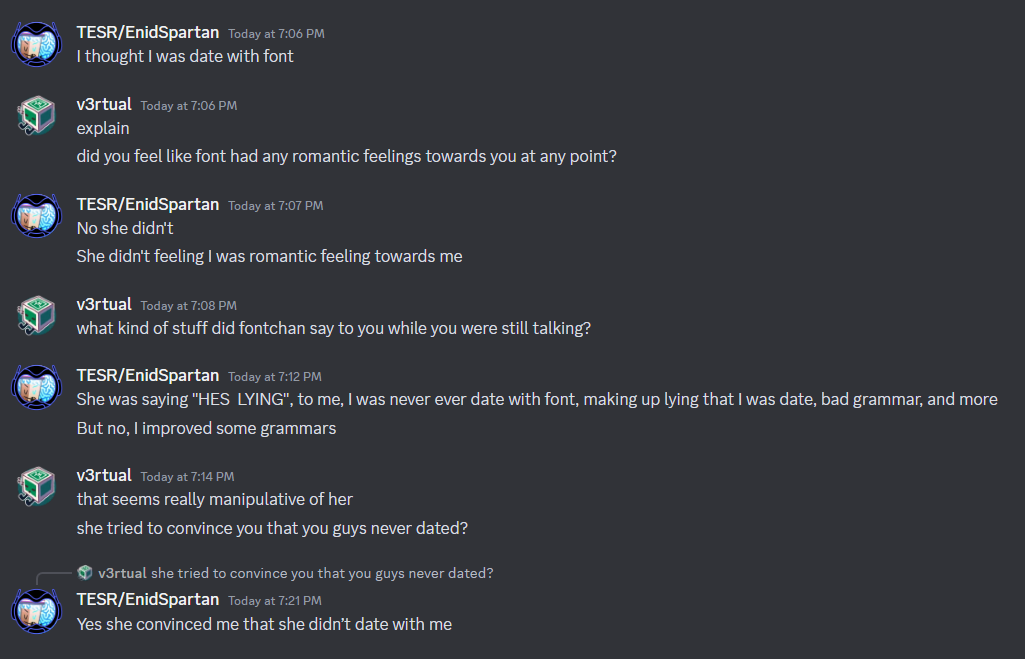 TESR/EnidSpartan Today at 7:06 PM
I thought I was date with font
v3rtual Today at 7:06 PM
explain
did you feel like font had any romantic feelings towards you at any point?
TESR/EnidSpartan Today at 7:07 PM
No she didn't
She didn't feeling I was romantic feeling towards me
v3rtual Today at 7:08 PM
what kind of stuff did fontchan say to you while you were still talking?
TESR/EnidSpartan Today at 7:12 PM
She was saying "HES  LYING", to me, I was never ever date with font, making up lying that I was date, bad grammar, and more
But no, I improved some grammars
v3rtual Today at 7:14 PM
that seems really manipulative of her
she tried to convince you that you guys never dated?
v3rtual she tried to convince you that you guys never dated?
TESR/EnidSpartan Today at 7:21 PM
Yes she convinced me that she didn’t date with me